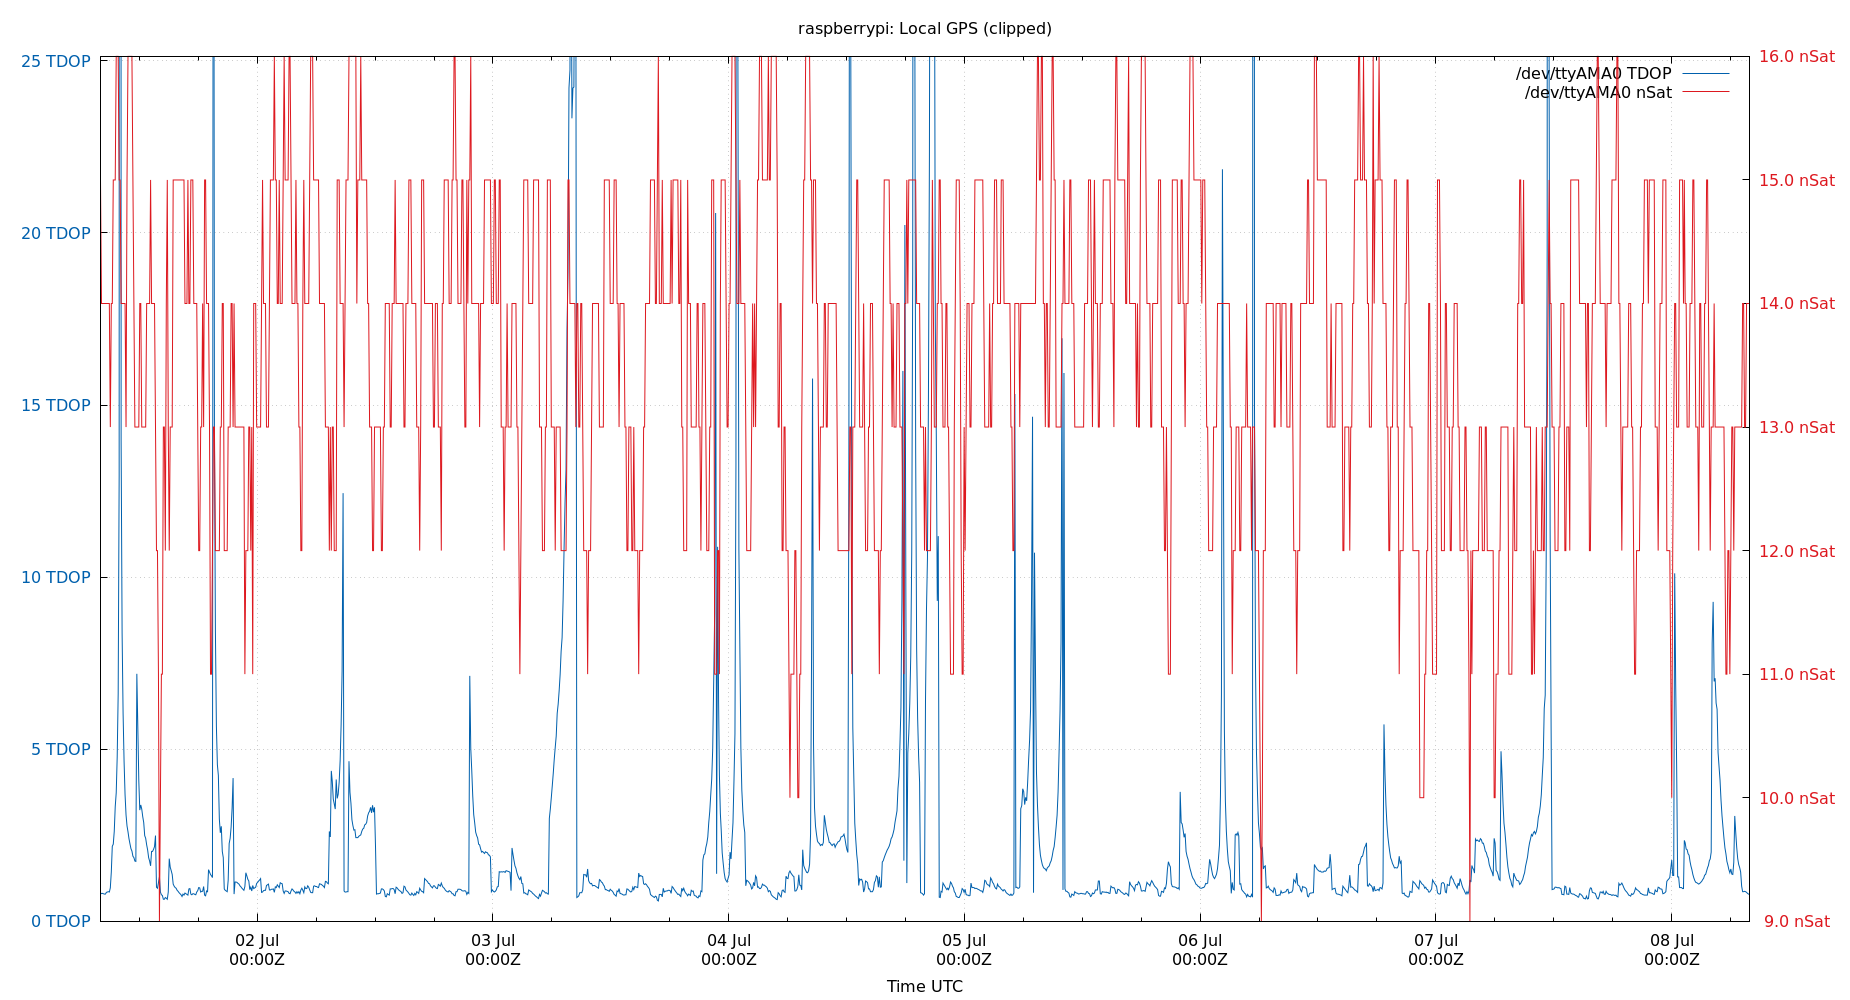 raspberrypi: Local GPS (clipped)
25 TDOP
20 TDOP
15 TDOP
10 TDOP
5 TDOP
0 TDOP
/dev/ttyAMA0 TDOP
/dev/ttyAMA0 nSat
16.0 nSat
15.0 nSat
14.0 nSat
13.0 nSat
12.0 nSat
11.0 nSat
10.0 nSat
9.0 nSat
02 Jul
00:00Z
03 Jul
00:00Z
04 Jul
00:00Z
05 Jul
00:00Z
06 Jul
00:00Z
07 Jul
00:00Z
08 Jul
00:00Z
Time UTC